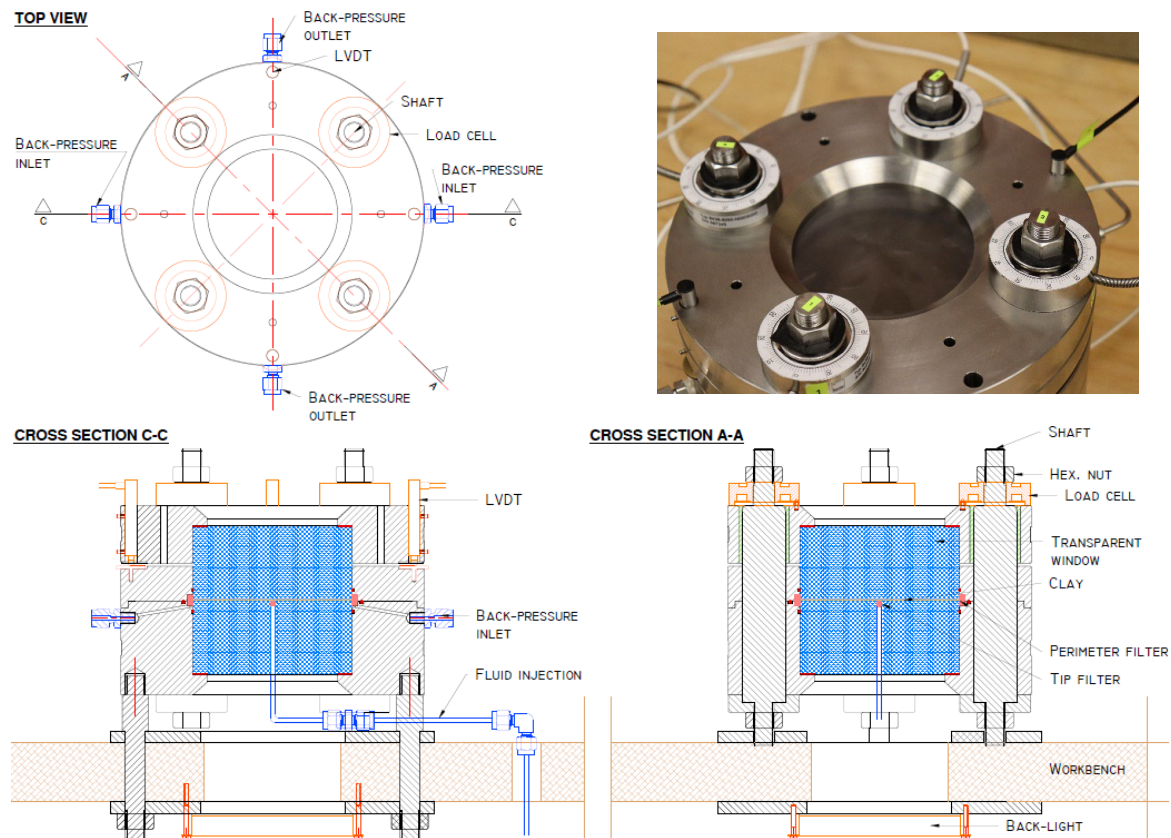 TOP VIEW
BACK-PRESSURE
OUTLET
LVDT
A
SHAFT
LOAD CELL
BACK-PRESSURE
INLET
BACK-PRESSURE
INLET
C
C
A
BACK-PRESSURE
OUTLET
CROSS SECTION C-C
LVDT
BACK-PRESSURE
INLET
FLUID INJECTION
CROSS SECTION A-A
SHAFT
HEX. NUT
LOAD CELL
TRANSPARENT
WINDOW
CLAY
PERIMETER FILTER
TIP FILTER
WORKBENCH
BACK-LIGHT